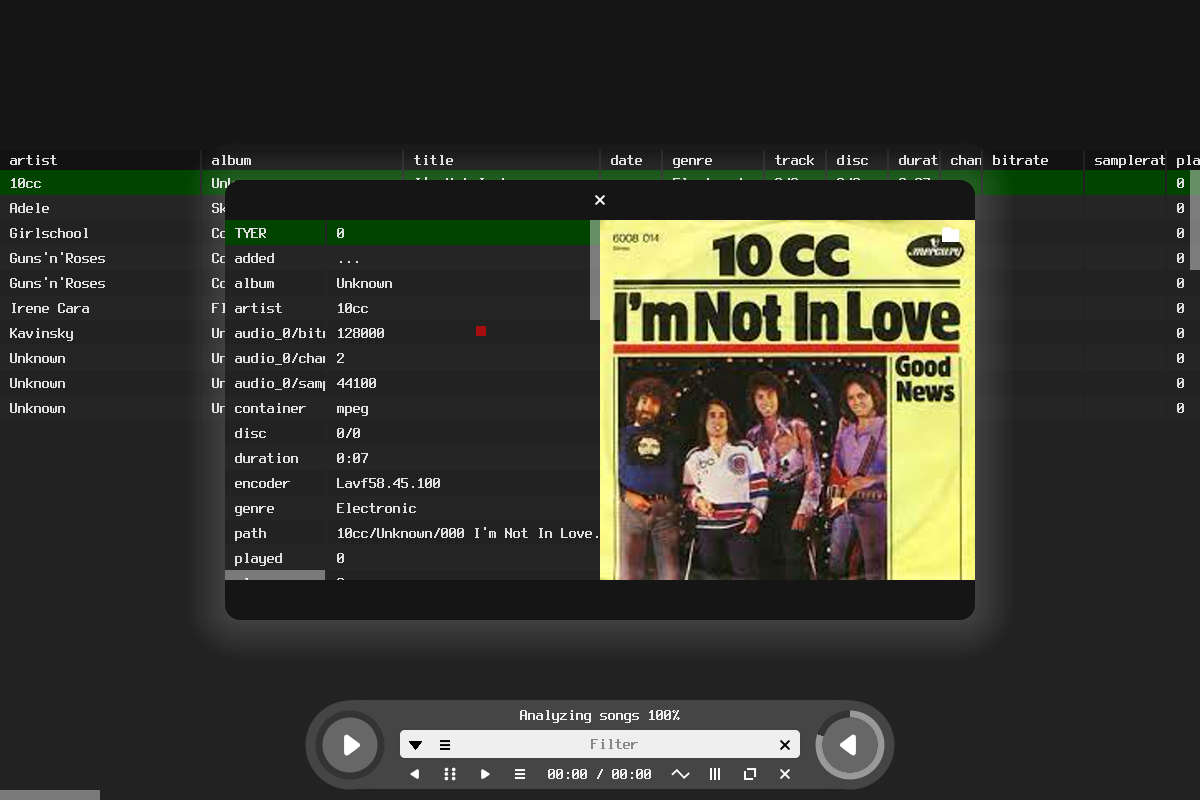 artist album title date genre track disc durat chan bitrate samplerat pla
10cc Un
Adele Sk 0
Girlschool Co 0
Guns'n'Roses Co 0
Guns'n'Roses Co 0
Irene Cara Fl 0
Kavinsky Un 0
Unknown Un 0
Unknown Un 0
Unknown Un 0
TYER 0
added ...
album Unknown
artist 10cc
audio_0/bit 128000
audio_0/cha 2
audio_0/sam 44100
container mpeg
disc 0/0
duration 0:07
encoder Lavf58.45.100
genre Electronic
path 10cc/Unknown/000 I'm Not In Love.
played 0
6008 014
Stereo
10 CC
mercury
I'm Not In Love
Good
News
Analyzing songs 100%
Filter
00:00 / 00:00